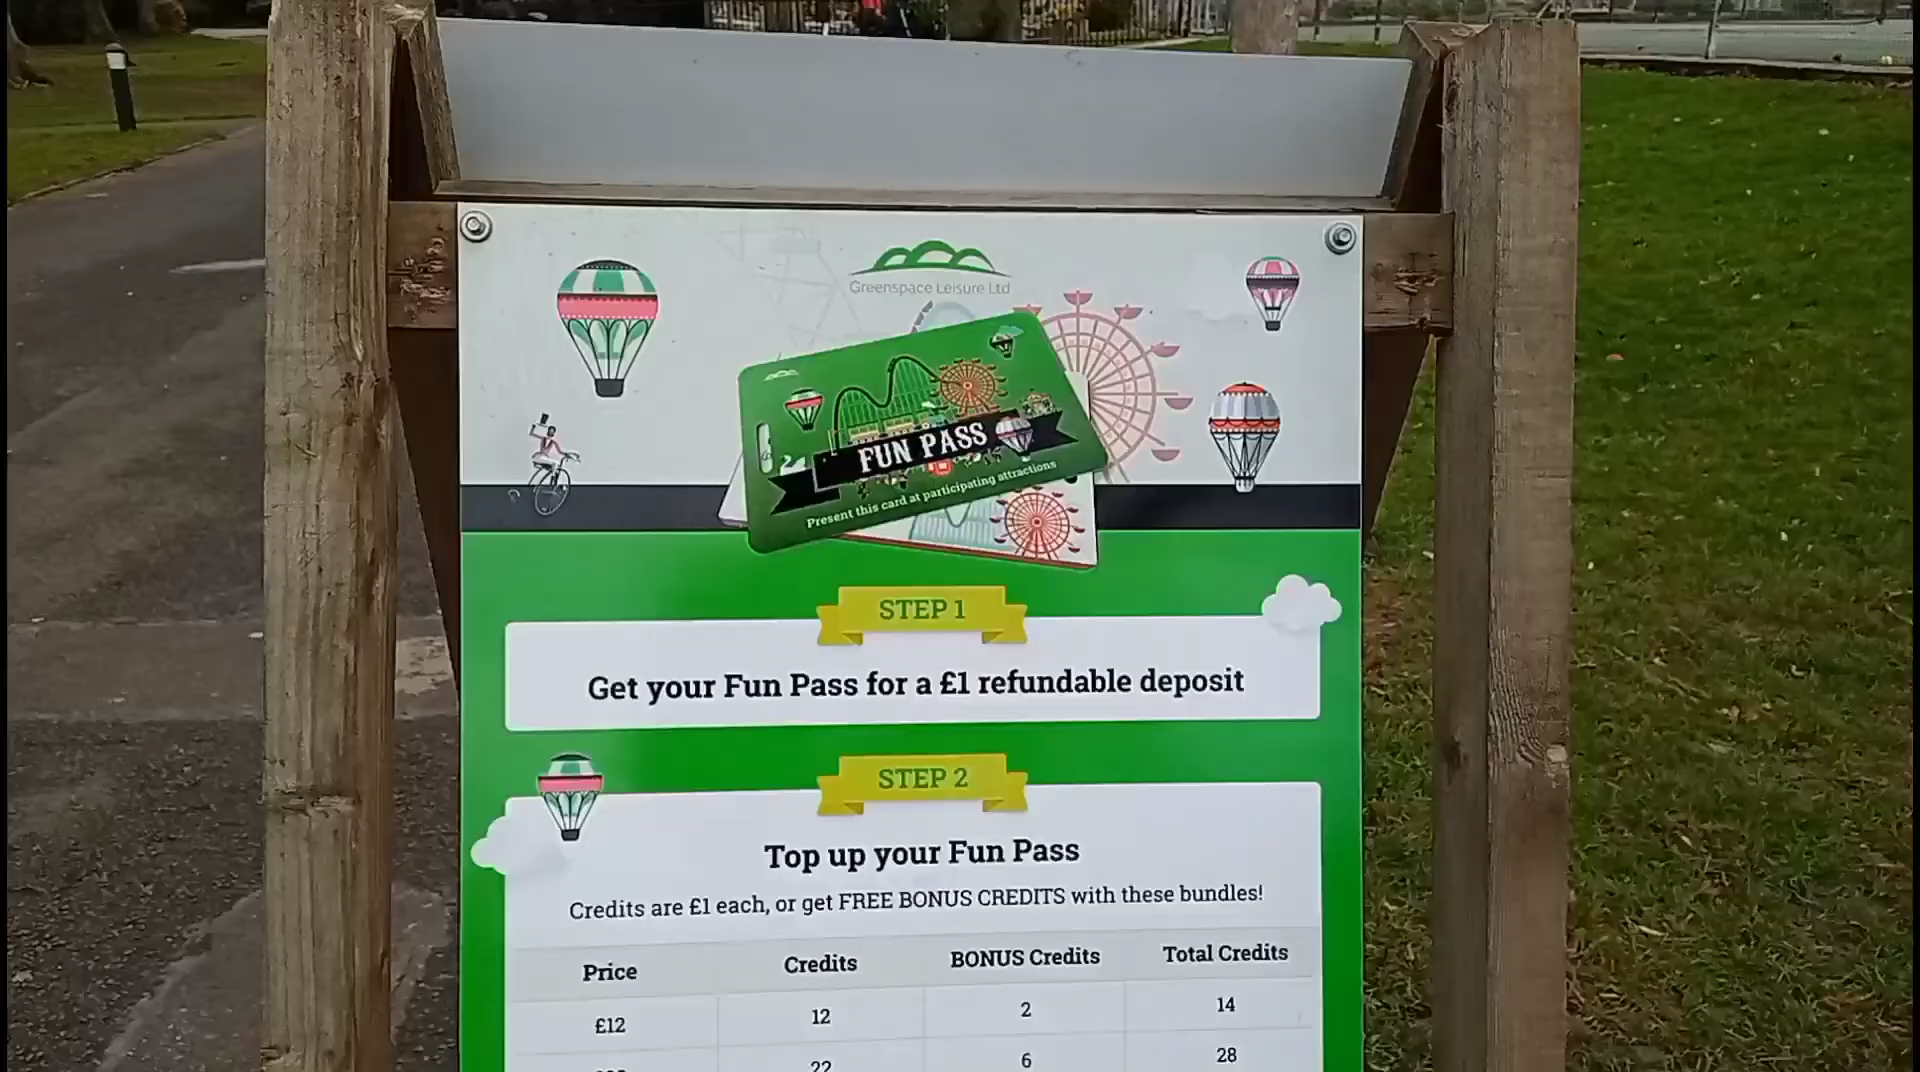 Greenspace Leisure Ltd
FUN PASS
Present this card at participating attractions
STEP 1
Get your Fun Pass for a £1 refundable deposit
STEP 2
Top up your Fun Pass
Credits are £1 each, or get FREE BONUS CREDITS with these bundles!
Price Credits BONUS Credits Total Credits
£12 12 2 14
22 6 28